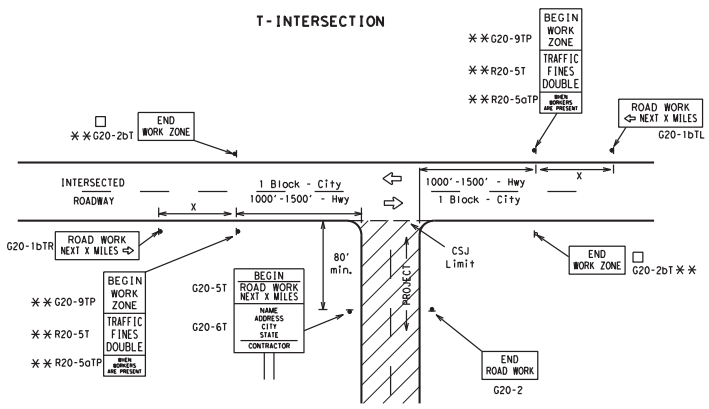 T-INTERSECTION
** G20-9TP
BEGIN
WORK
ZONE
** R20-5T
TRAFFIC
FINES
DOUBLE
** R20-5aTP
WHEN
WORKERS
ARE PRESENT
ROAD WORK
⇦ NEXT X MILES
G20-1bTL
□
** G20-2bT
END
WORK ZONE
INTERSECTED
ROADWAY
1 Block - City
1000'-1500' - Hwy
1000'-1500' - Hwy
1 Block - City
X
X
G20-1bTR
ROAD WORK
NEXT X MILES ⇨
80'
min.
CSJ
Limit
PROJECT
END
WORK ZONE
□
G20-2bT **
** G20-9TP
BEGIN
WORK
ZONE
** R20-5T
TRAFFIC
FINES
DOUBLE
** R20-5aTP
WHEN
WORKERS
ARE PRESENT
G20-5T
BEGIN
ROAD WORK
NEXT X MILES
G20-6T
NAME
ADDRESS
CITY
STATE
CONTRACTOR
END
ROAD WORK
G20-2